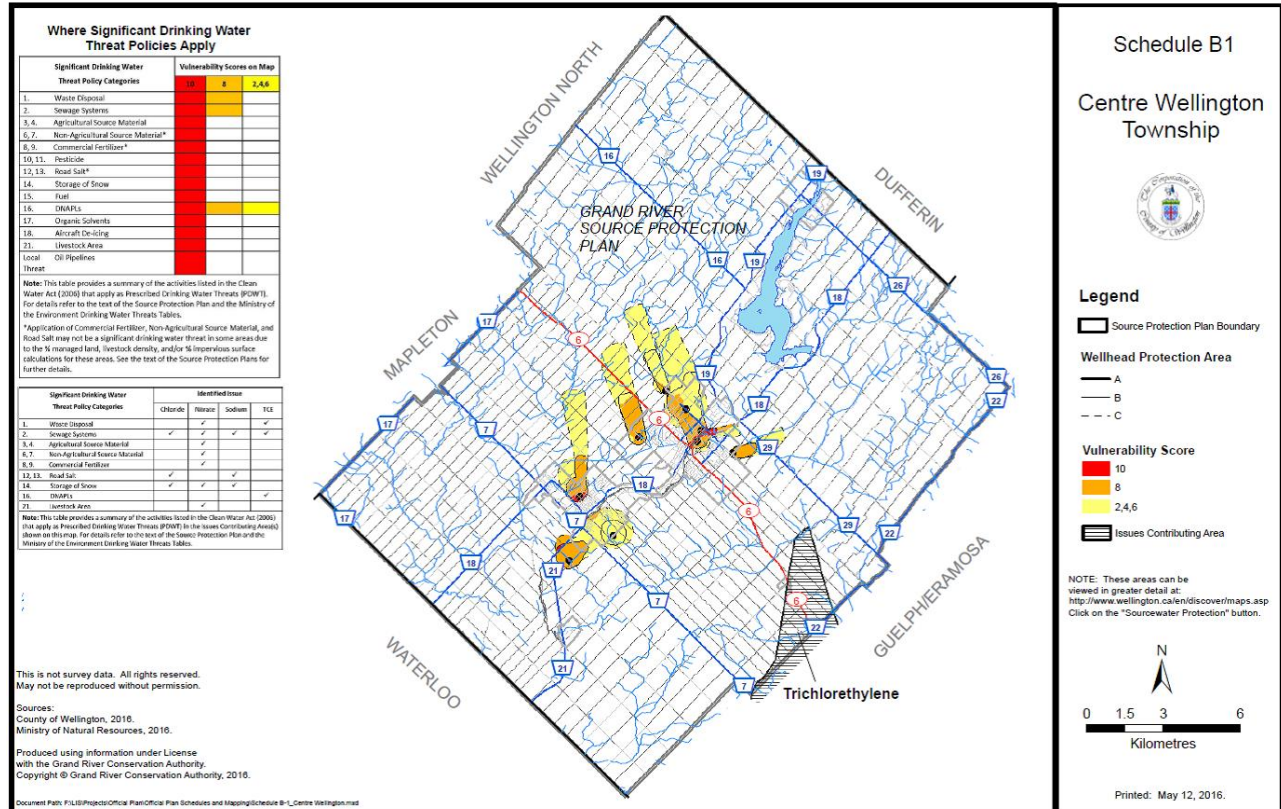 Where Significant Drinking Water
Threat Policies Apply
Significant Drinking Water
Threat Policy Categories
Vulnerability Scores on Map
10 8 2,4,6
1. Waste Disposal
2. Sewage Systems
3, 4. Agricultural Source Material
6, 7. Non-Agricultural Source Material*
8, 9. Commercial Fertilizer*
10, 11. Pesticide
12, 13. Road Salt*
14. Storage of Snow
15. Fuel
16. DNAPLs
17. Organic Solvents
18. Aircraft De-icing
21. Livestock Area
Local Threat Oil Pipelines
Note: This table provides a summary of the activities listed in the Clean
Water Act (2006) that apply as Prescribed Drinking Water Threats (PDWT).
For details refer to the text of the Source Protection Plan and the Ministry of
the Environment Drinking Water Threats Tables.
*Application of Commercial Fertilizer, Non-Agricultural Source Material, and
Road Salt may not be a significant drinking water threat in some areas due
to the % managed land, livestock density, and/or % impervious surface
calculations for these areas. See the text of the Source Protection Plans for
further details.
Significant Drinking Water
Threat Policy Categories
Identified Issue
Chloride Nitrate Sodium TCE
1. Waste Disposal ✓ ✓
2. Sewage Systems ✓ ✓ ✓ ✓
3, 4. Agricultural Source Material ✓
6, 7. Non-Agricultural Source Material ✓
8, 9. Commercial Fertilizer ✓
12, 13. Road Salt ✓ ✓
14. Storage of Snow ✓ ✓ ✓
16. DNAPLs ✓
21. Livestock Area ✓
Note: This table provides a summary of the activities listed in the Clean Water Act (2006)
that apply as Prescribed Drinking Water Threats (PDWT) in the Issues Contributing Area(s)
shown on this map. For details refer to the text of the Source Protection Plan and the
Ministry of the Environment Drinking Water Threats Tables.
This is not survey data. All rights reserved.
May not be reproduced without permission.
Sources:
County of Wellington, 2016.
Ministry of Natural Resources, 2016.
Produced using information under License
with the Grand River Conservation Authority.
Copyright © Grand River Conservation Authority, 2016.
Document Path: F:\LIS\Projects\Official Plan\Official Plan Schedules and Mapping\Schedule B-1_Centre Wellington.mxd
WELLINGTON NORTH
DUFFERIN
MAPLETON
WATERLOO
GUELPH/ERAMOSA
GRAND RIVER
SOURCE PROTECTION
PLAN
16
19
16
19
18
26
17
6
19
26
22
17
7
6
18
29
18
6
17
7
29
22
18
21
7
6
22
21
7
Trichlorethylene
Schedule B1
Centre Wellington
Township
Legend
Source Protection Plan Boundary
Wellhead Protection Area
A
B
C
Vulnerability Score
10
8
2,4,6
Issues Contributing Area
NOTE: These areas can be
viewed in greater detail at:
http://www.wellington.ca/en/discover/maps.asp
Click on the "Sourcewater Protection" button.
N
0 1.5 3 6
Kilometres
Printed: May 12, 2016.